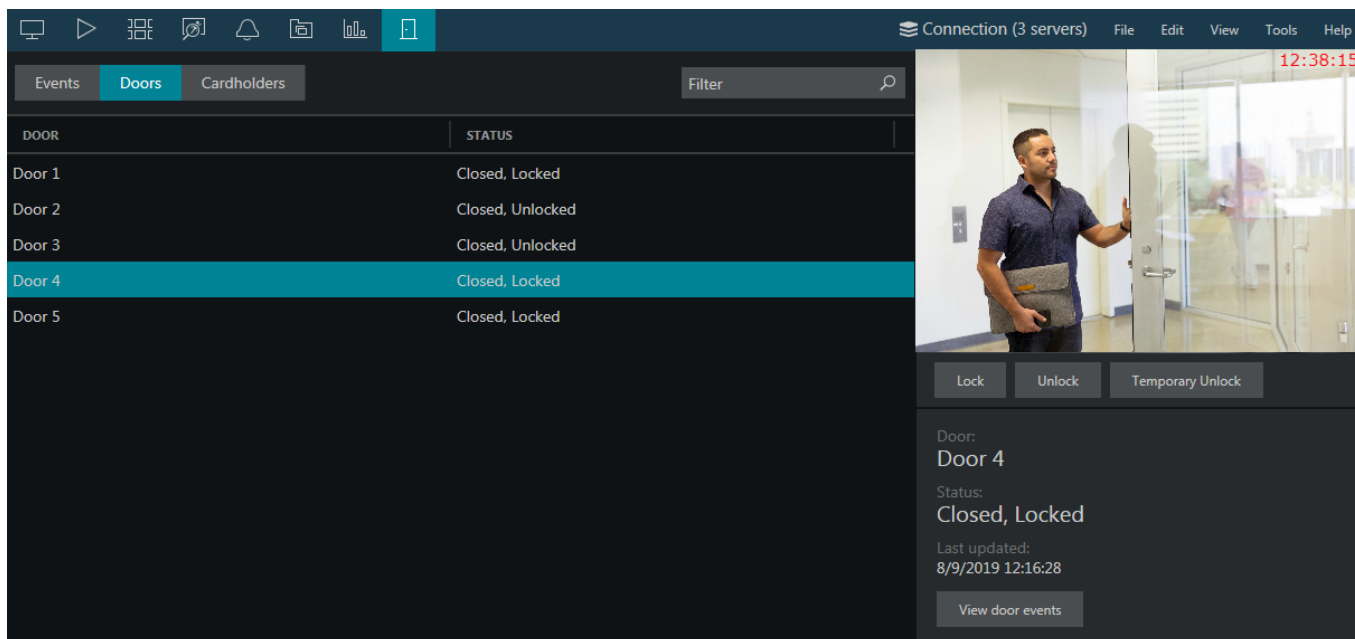 Connection (3 servers) File Edit View Tools Help
Events Doors Cardholders Filter
DOOR STATUS
Door 1 Closed, Locked
Door 2 Closed, Unlocked
Door 3 Closed, Unlocked
Door 4 Closed, Locked
Door 5 Closed, Locked
12:38:15
Lock Unlock Temporary Unlock
Door:
Door 4
Status:
Closed, Locked
Last updated:
8/9/2019 12:16:28
View door events